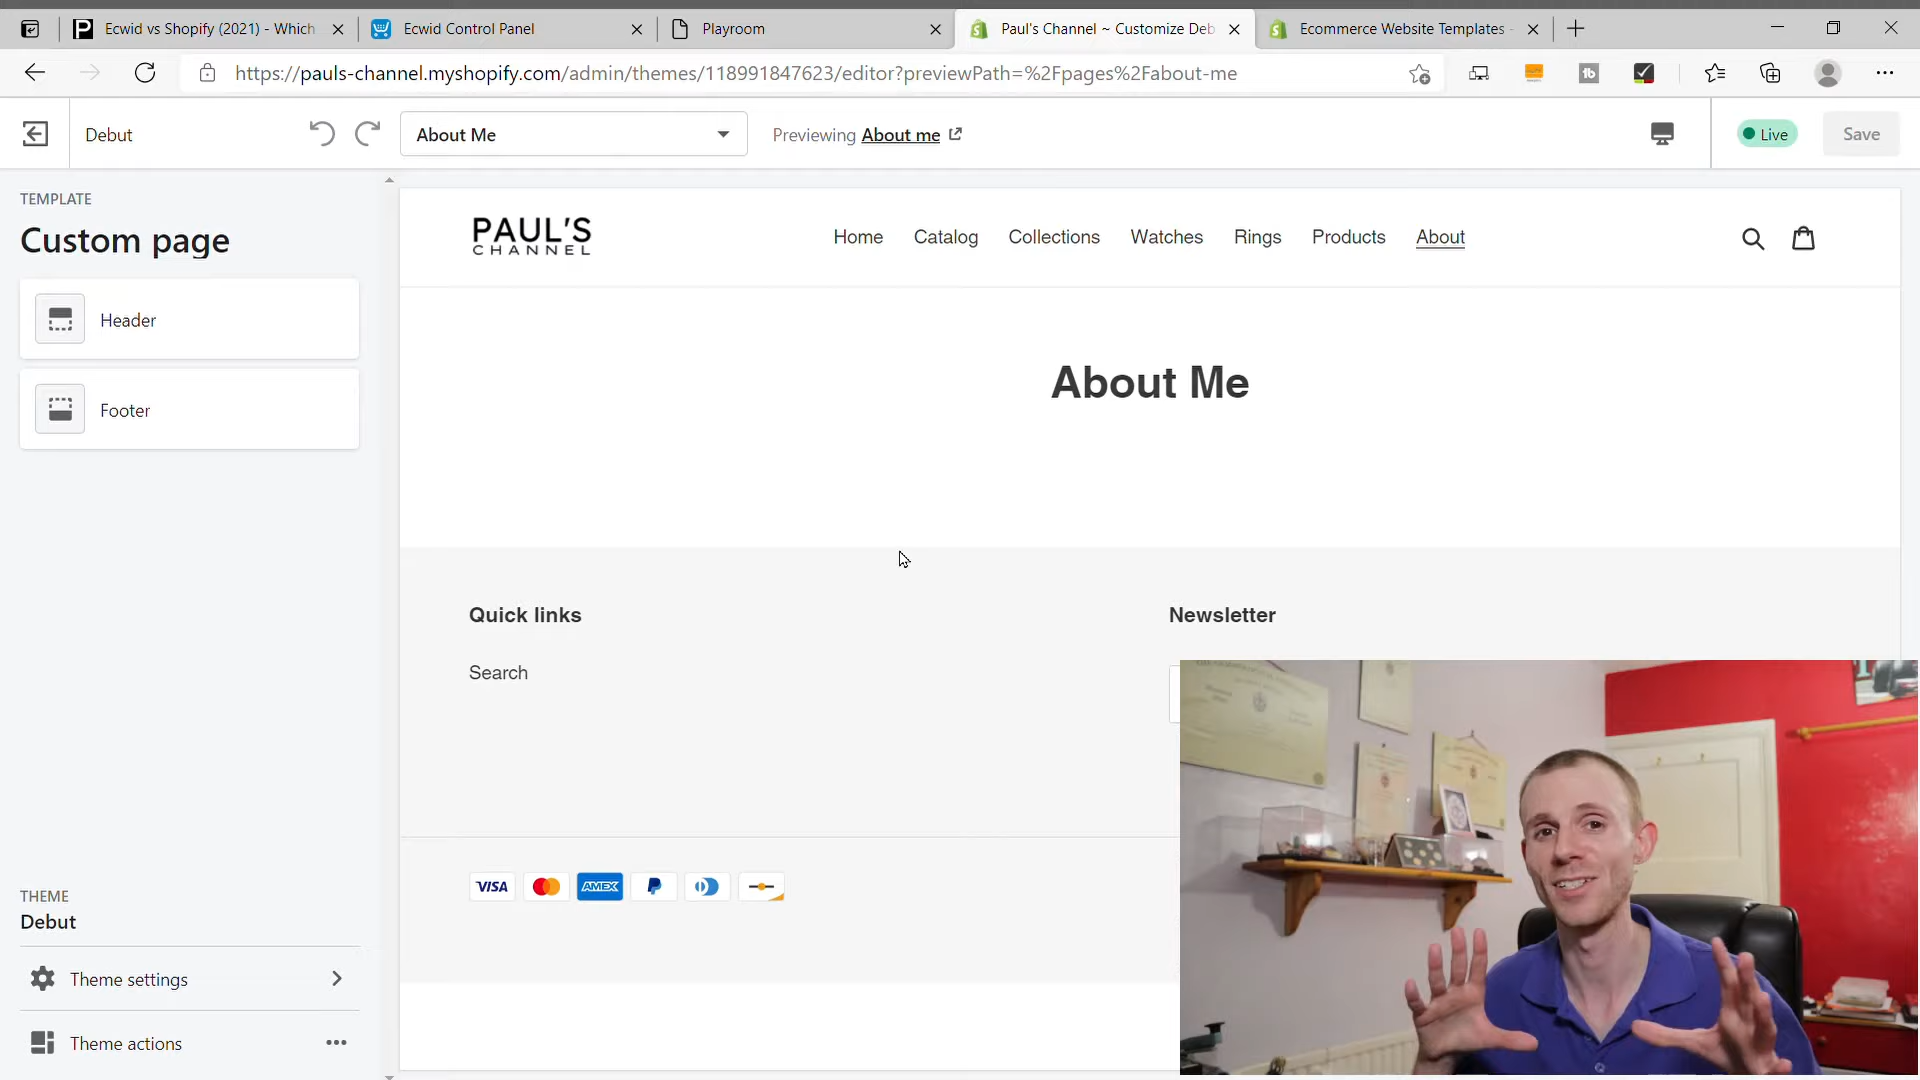 Ecwid vs Shopify (2021) - Which
Ecwid Control Panel
Playroom
Paul's Channel ~ Customize Deb
Ecommerce Website Templates -
https://pauls-channel.myshopify.com/admin/themes/118991847623/editor?previewPath=%2Fpages%2Fabout-me
Debut
About Me
Previewing About me
Live
Save
TEMPLATE
Custom page
Header
Footer
PAUL'S
CHANNEL
Home
Catalog
Collections
Watches
Rings
Products
About
About Me
Quick links
Search
Newsletter
VISA
AMEX
THEME
Debut
Theme settings
Theme actions